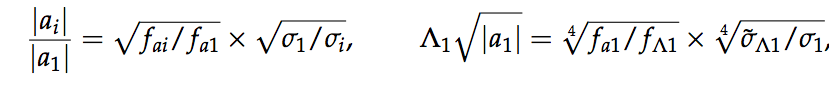 |a_i|/|a_1| = √(f_{ai}/f_{a1}) × √(σ_1/σ_i), Λ_1√|a_1| = ∜(f_{a1}/f_{Λ1}) × ∜(σ̃_{Λ1}/σ_1),